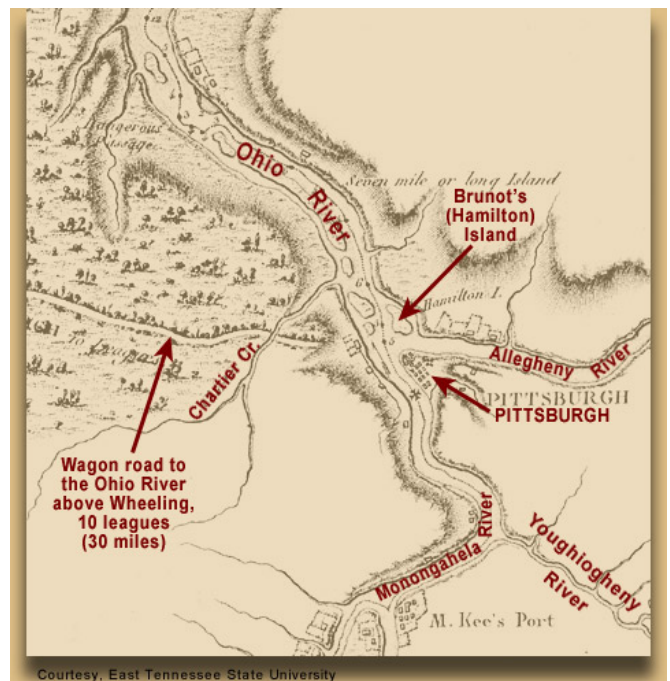 Dangerous
Passage
Ohio
River
Seven mile or long Island
Brunot's
(Hamilton)
Island
Hamilton I.
Allegheny
River
PITTSBURGH
PITTSBURGH
Chartier Cr.
Wagon road to
the Ohio River
above Wheeling,
10 leagues
(30 miles)
Monongahela
River
Youghiogheny
River
M. Kee's Port
Courtesy, East Tennessee State University